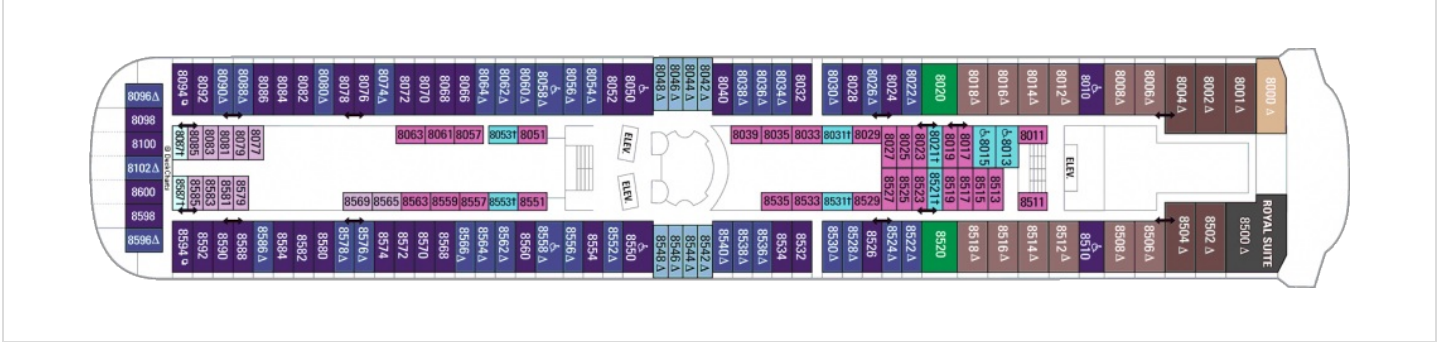 8094 8092 8090Δ 8088Δ 8086 8084 8082 8080Δ 8078 8076 8074Δ 8072 8070 8068 8066 8064Δ 8062Δ 8060Δ 8058Δ 8056Δ 8054Δ 8052 8050 8048Δ 8046Δ 8044Δ 8042Δ 8040 8038Δ 8036Δ 8034Δ 8032 8030Δ 8028 8026Δ 8024 8022Δ 8020 8018Δ 8016Δ 8014Δ 8012Δ 8010 8008Δ 8006Δ 8004Δ 8002Δ 8001Δ 8000Δ
8096Δ
8098
8100
8102Δ
8600
8598
8596Δ
© DeckCharts
8087† 8085 8083 8081 8079 8077
8063 8061 8057 8053† 8051
ELEV.
8039 8035 8033 8031† 8029
8027 8025 8023 8021† 8019 8017 8015 8013
8011
ELEV.
8587† 8585 8583 8581 8579
8569 8565 8563 8559 8557 8553† 8551
ELEV.
8535 8533 8531† 8529
8527 8525 8523 8521† 8519 8517 8515 8513
8511
8594 8592 8590 8588 8586Δ 8584 8582 8580 8578Δ 8576Δ 8574 8572 8570 8568 8566Δ 8564Δ 8562Δ 8560 8558Δ 8556Δ 8554 8552Δ 8550 8548Δ 8546Δ 8544Δ 8542Δ 8540Δ 8538Δ 8536Δ 8534 8532 8530Δ 8528Δ 8526 8524Δ 8522Δ 8520 8518Δ 8516Δ 8514Δ 8512Δ 8510 8508Δ 8506Δ 8504Δ 8502Δ 8500Δ
ROYAL SUITE